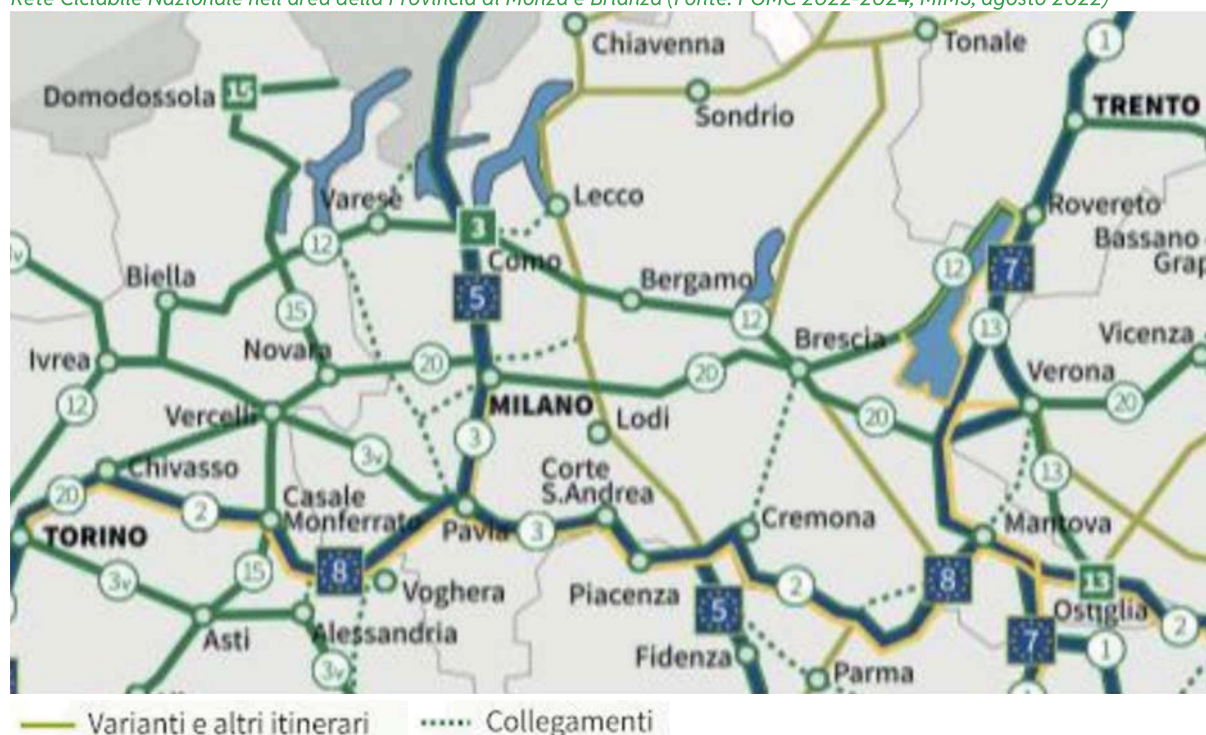 Rete Ciclabile Nazionale nell'area della Provincia di Monza e Brianza (Fonte: PGMC 2022-2024, MIMS, agosto 2022)
Chiavenna
Tonale
1
Domodossola 15
TRENTO
Sondrio
Varese
Lecco
Rovereto
3
12
Bassano
Como
12
7
Grap
Biella
Bergamo
5
15
12
13
Brescia
Vicenza
Novara
Ivrea
20
20
Verona
12
20
Vercelli
MILANO
Lodi
20
3
3v
Chivasso
Corte
S.Andrea
13
20
2
Casale
Monferrato
Pavia
3
Cremona
Mantova
TORINO
3v
15
8
Voghera
Piacenza
2
8
13
5
Ostiglia
Asti
Alessandria
7
2
Fidenza
1
3v
Parma
Varianti e altri itinerari
Collegamenti